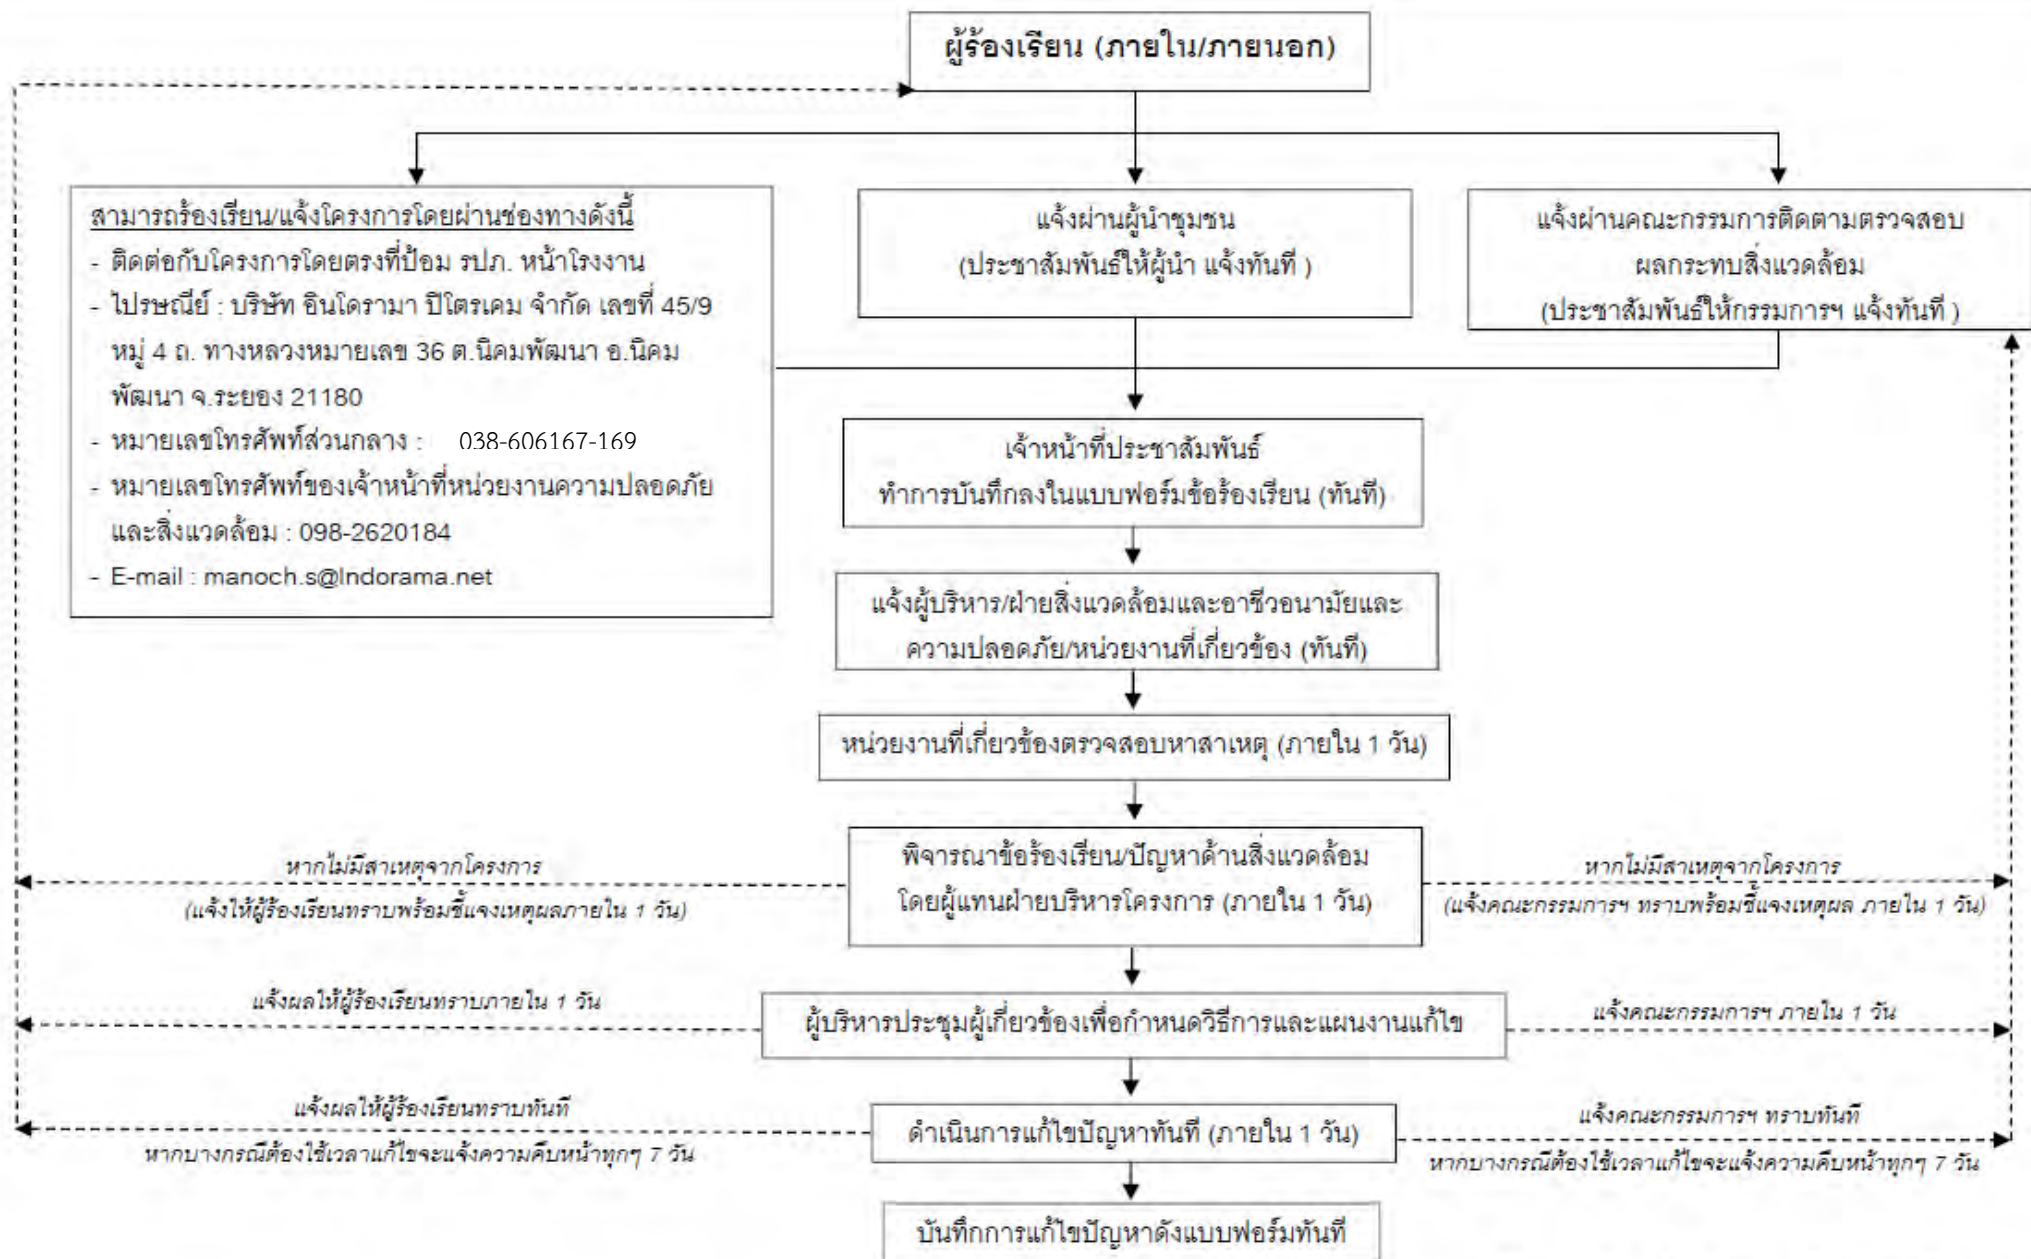 ผู้ร้องเรียน (ภายใน/ภายนอก)
สามารถร้องเรียน/แจ้งโครงการโดยผ่านช่องทางดังนี้
- ติดต่อกับโครงการโดยตรงที่ป้อม รปภ. หน้าโรงงาน
- ไปรษณีย์ : บริษัท อินโดรามา ปิโตรเคม จำกัด เลขที่ 45/9
หมู่ 4 ถ. ทางหลวงหมายเลข 36 ต.นิคมพัฒนา อ.นิคม
พัฒนา จ.ระยอง 21180
- หมายเลขโทรศัพท์ส่วนกลาง : 038-606167-169
- หมายเลขโทรศัพท์ของเจ้าหน้าที่หน่วยงานความปลอดภัย
และสิ่งแวดล้อม : 098-2620184
- E-mail : manoch.s@Indorama.net
แจ้งผ่านผู้นำชุมชน
(ประชาสัมพันธ์ให้ผู้นำ แจ้งทันที )
แจ้งผ่านคณะกรรมการติดตามตรวจสอบ
ผลกระทบสิ่งแวดล้อม
(ประชาสัมพันธ์ให้กรรมการฯ แจ้งทันที )
เจ้าหน้าที่ประชาสัมพันธ์
ทำการบันทึกลงในแบบฟอร์มข้อร้องเรียน (ทันที)
แจ้งผู้บริหาร/ฝ่ายสิ่งแวดล้อมและอาชีวอนามัยและ
ความปลอดภัย/หน่วยงานที่เกี่ยวข้อง (ทันที)
หน่วยงานที่เกี่ยวข้องตรวจสอบหาสาเหตุ (ภายใน 1 วัน)
พิจารณาข้อร้องเรียน/ปัญหาด้านสิ่งแวดล้อม
โดยผู้แทนฝ่ายบริหารโครงการ (ภายใน 1 วัน)
หากไม่มีสาเหตุจากโครงการ
(แจ้งให้ผู้ร้องเรียนทราบพร้อมชี้แจงเหตุผลภายใน 1 วัน)
หากไม่มีสาเหตุจากโครงการ
(แจ้งคณะกรรมการฯ ทราบพร้อมชี้แจงเหตุผล ภายใน 1 วัน)
แจ้งผลให้ผู้ร้องเรียนทราบภายใน 1 วัน
ผู้บริหารประชุมผู้เกี่ยวข้องเพื่อกำหนดวิธีการและแผนงานแก้ไข
แจ้งคณะกรรมการฯ ภายใน 1 วัน
แจ้งผลให้ผู้ร้องเรียนทราบทันที
หากบางกรณีต้องใช้เวลาแก้ไขจะแจ้งความคืบหน้าทุกๆ 7 วัน
ดำเนินการแก้ไขปัญหาทันที (ภายใน 1 วัน)
แจ้งคณะกรรมการฯ ทราบทันที
หากบางกรณีต้องใช้เวลาแก้ไขจะแจ้งความคืบหน้าทุกๆ 7 วัน
บันทึกการแก้ไขปัญหาดังแบบฟอร์มทันที